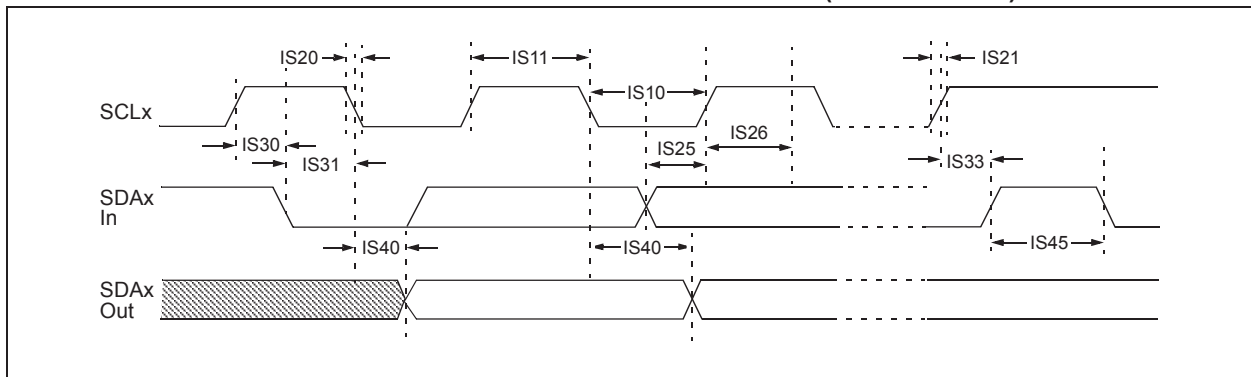 IS20
IS11
IS21
IS10
SCLx
IS30
IS31
IS25
IS26
IS33
SDAx
In
IS40
IS40
IS45
SDAx
Out